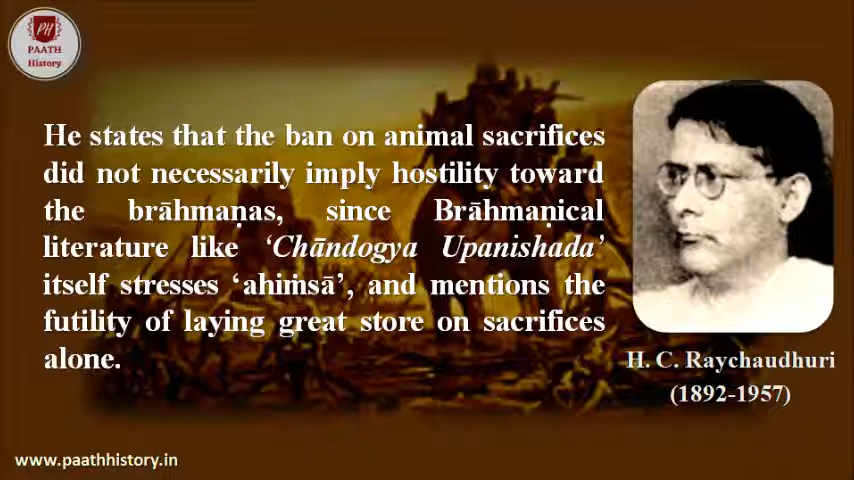 PH
PAATH
History
He states that the ban on animal sacrifices
did not necessarily imply hostility toward
the brāhmaṇas, since Brāhmaṇical
literature like ‘Chāndogya Upanishada’
itself stresses ‘ahiṁsā’, and mentions the
futility of laying great store on sacrifices
alone.
H. C. Raychaudhuri
(1892-1957)
www.paathhistory.in